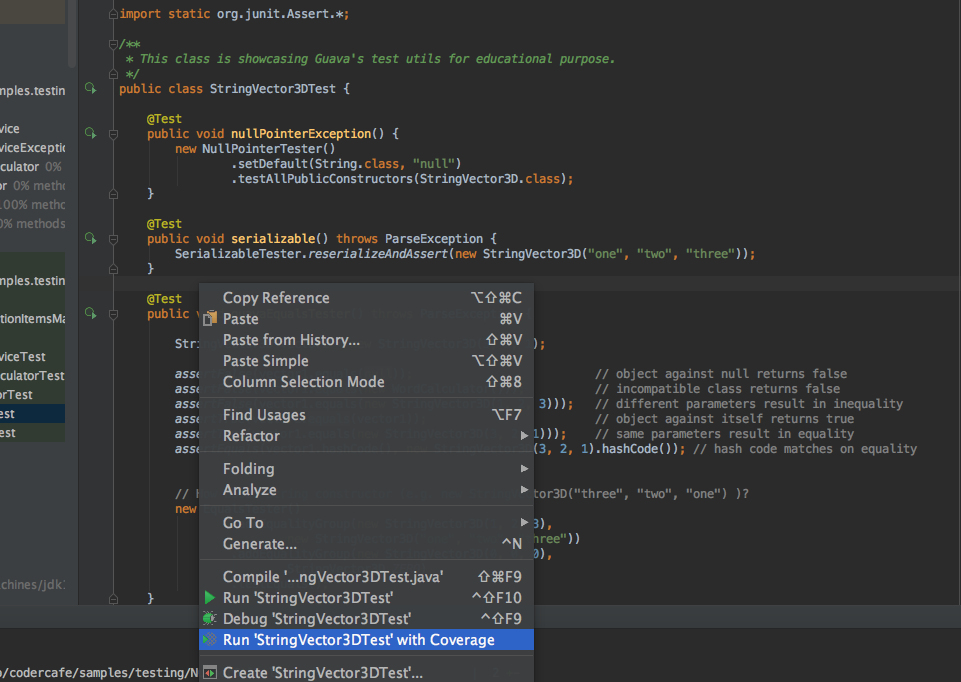 import static org.junit.Assert.*;
/**
* This class is showcasing Guava's test utils for educational purpose.
*/
public class StringVector3DTest {
@Test
public void nullPointerException() {
new NullPointerTester()
.setDefault(String.class, "null")
.testAllPublicConstructors(StringVector3D.class);
}
@Test
public void serializable() throws ParseException {
SerializableTester.reserializeAndAssert(new StringVector3D("one", "two", "three"));
}
@Test
public v
Stri );
asse // object against null returns false
asse // incompatible class returns false
asse 3))); // different parameters result in inequality
asse // object against itself returns true
asse 1))); // same parameters result in equality
asse (3, 2, 1).hashCode()); // hash code matches on equality
// H tor3D("three", "two", "one") )?
new
3),
hree"))
0),
}
mples.testin
vice
viceExceptio
culator 0%
or 0% metho
100% metho
0% methods
mples.testin
tionItemsMa
viceTest
culatorTest
orTest
est
est
chines/jdk
Copy Reference ⌥⇧⌘C
Paste ⌘V
Paste from History... ⇧⌘V
Paste Simple ⌥⇧⌘V
Column Selection Mode ⇧⌘8
Find Usages ⌥F7
Refactor
Folding
Analyze
Go To
Generate... ^N
Compile '...ngVector3DTest.java' ⇧⌘F9
Run 'StringVector3DTest' ^⇧F10
Debug 'StringVector3DTest' ^⇧F9
Run 'StringVector3DTest' with Coverage
Create 'StringVector3DTest'...
o/codercafe/samples/testing/N